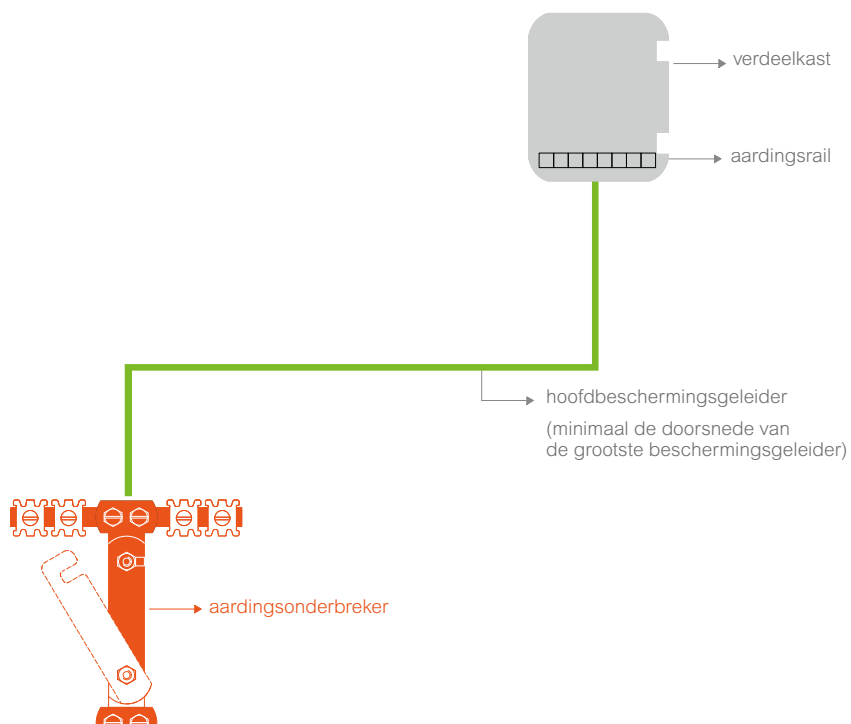 verdeelkast
aardingsrail
hoofdbeschermingsgeleider
(minimaal de doorsnede van
de grootste beschermingsgeleider)
aardingsonderbreker